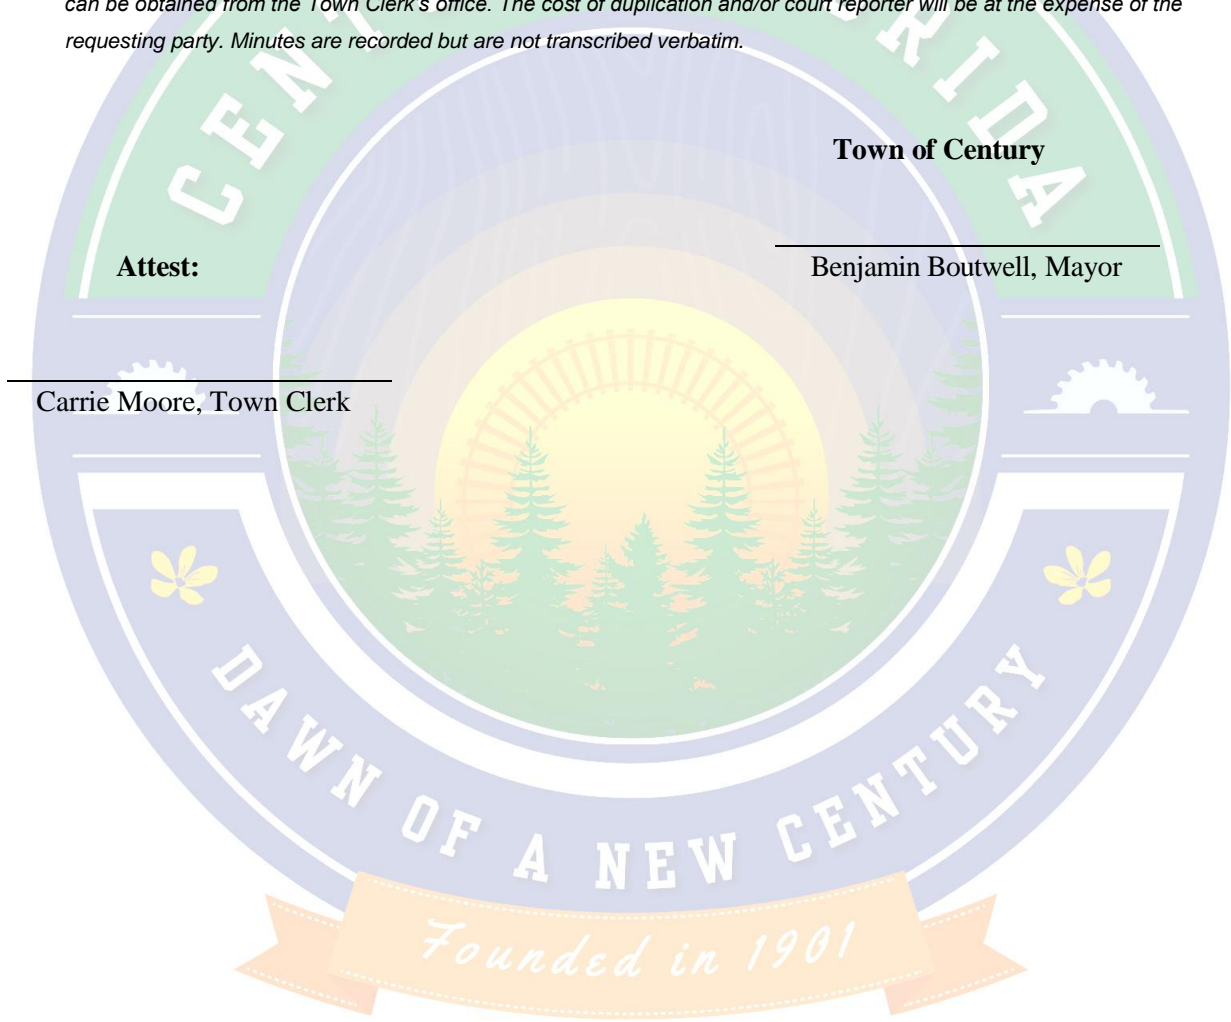 can be obtained from the Town Clerk's office. The cost of duplication and/or court reporter will be at the expense of the
requesting party. Minutes are recorded but are not transcribed verbatim.
Town of Century
Attest:
Benjamin Boutwell, Mayor
Carrie Moore, Town Clerk
CENT RIDA
DAWN OF A NEW CENTURY
Founded in 1901